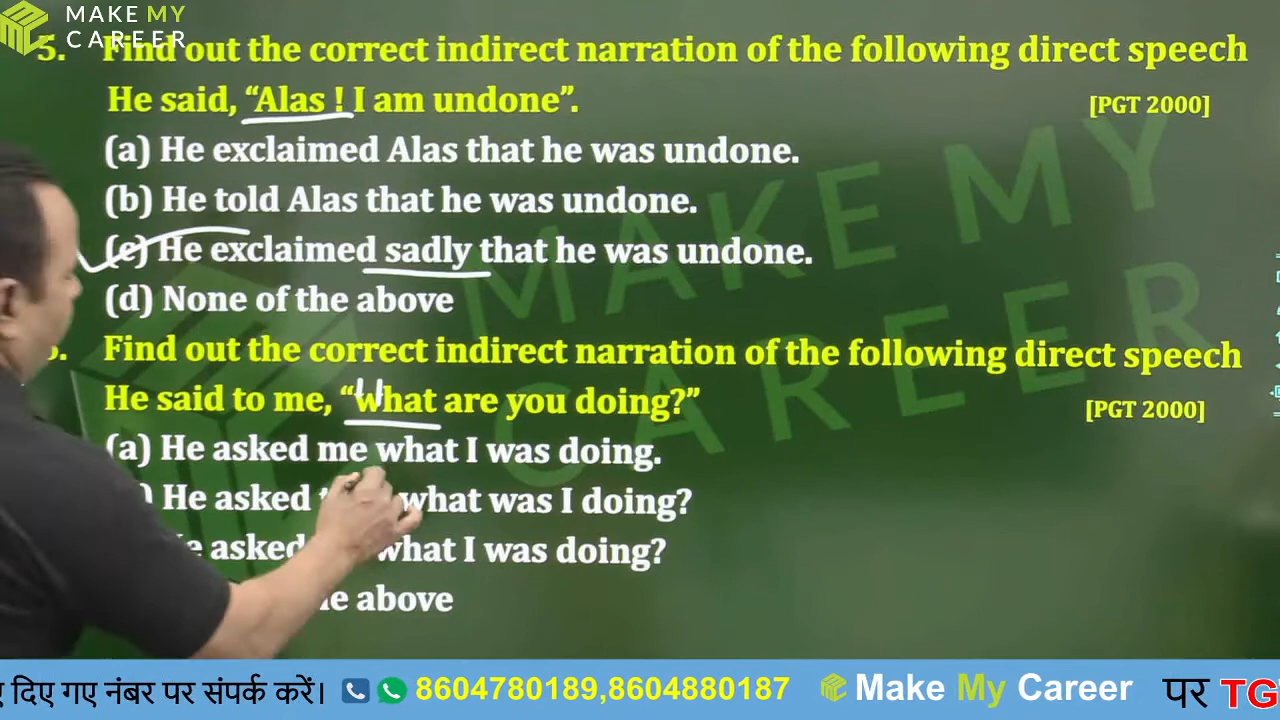 MAKE MY
CAREER
5. Find out the correct indirect narration of the following direct speech
He said, “Alas ! I am undone”.
[PGT 2000]
(a) He exclaimed Alas that he was undone.
(b) He told Alas that he was undone.
(c) He exclaimed sadly that he was undone.
(d) None of the above
Find out the correct indirect narration of the following direct speech
He said to me, “What are you doing?”
[PGT 2000]
(a) He asked me what I was doing.
) He asked what was I doing?
asked what I was doing?
above
MAKE MY
CAREER
दिए गए नंबर पर संपर्क करें। 8604780189,8604880187 Make My Career पर TG